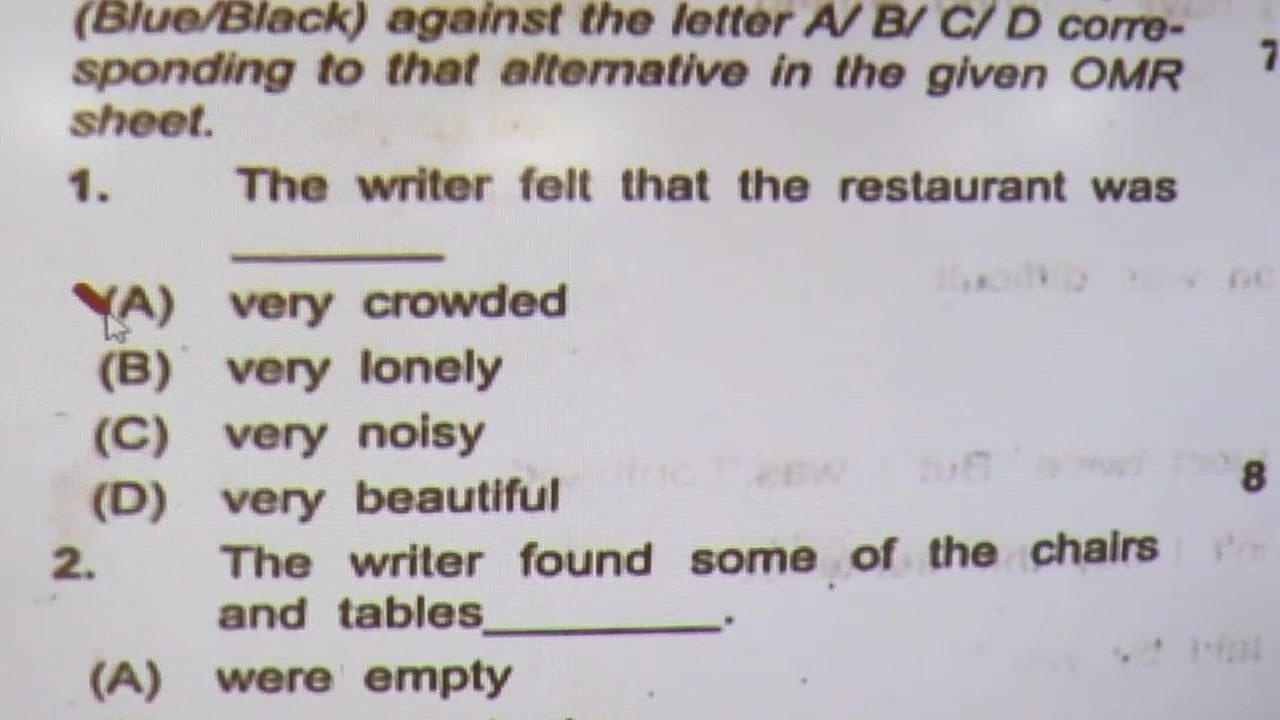 (Blue/Black) against the letter A/ B/ C/ D corre-
sponding to that alternative in the given OMR
sheet.
7
1. The writer felt that the restaurant was
________
(A) very crowded
(B) very lonely
(C) very noisy
(D) very beautiful
8
2. The writer found some of the chairs
and tables_________.
(A) were empty